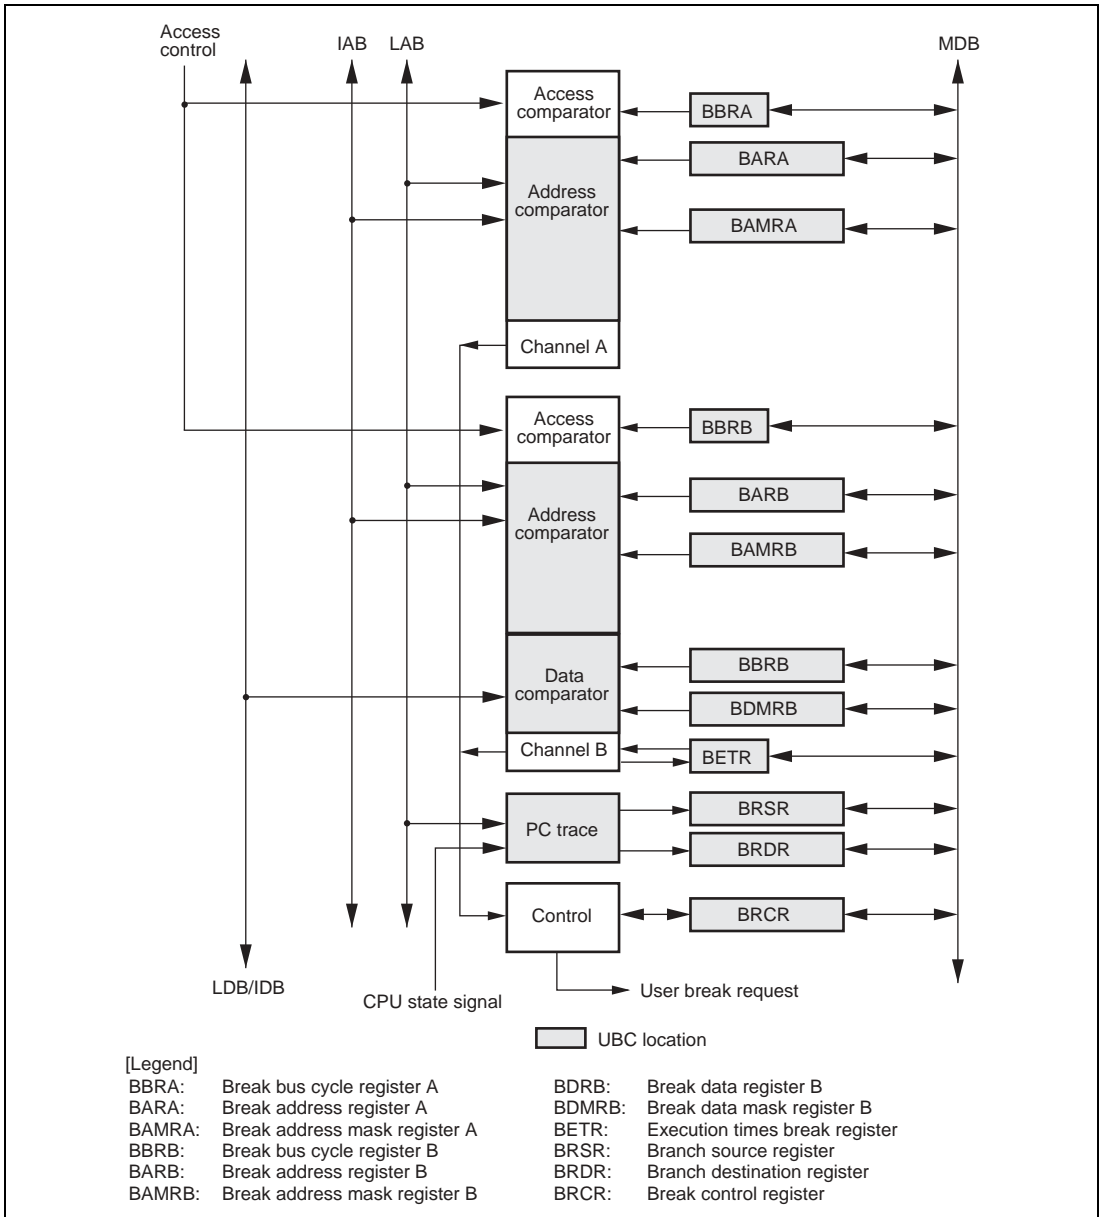 Access
control
IAB
LAB
MDB
Access
comparator
BBRA
BARA
Address
comparator
BAMRA
Channel A
Access
comparator
BBRB
BARB
Address
comparator
BAMRB
BBRB
Data
comparator
BDMRB
Channel B
BETR
BRSR
PC trace
BRDR
Control
BRCR
LDB/IDB
CPU state signal
User break request
UBC location
[Legend]
BBRA: Break bus cycle register A
BARA: Break address register A
BAMRA: Break address mask register A
BBRB: Break bus cycle register B
BARB: Break address register B
BAMRB: Break address mask register B
BDRB: Break data register B
BDMRB: Break data mask register B
BETR: Execution times break register
BRSR: Branch source register
BRDR: Branch destination register
BRCR: Break control register